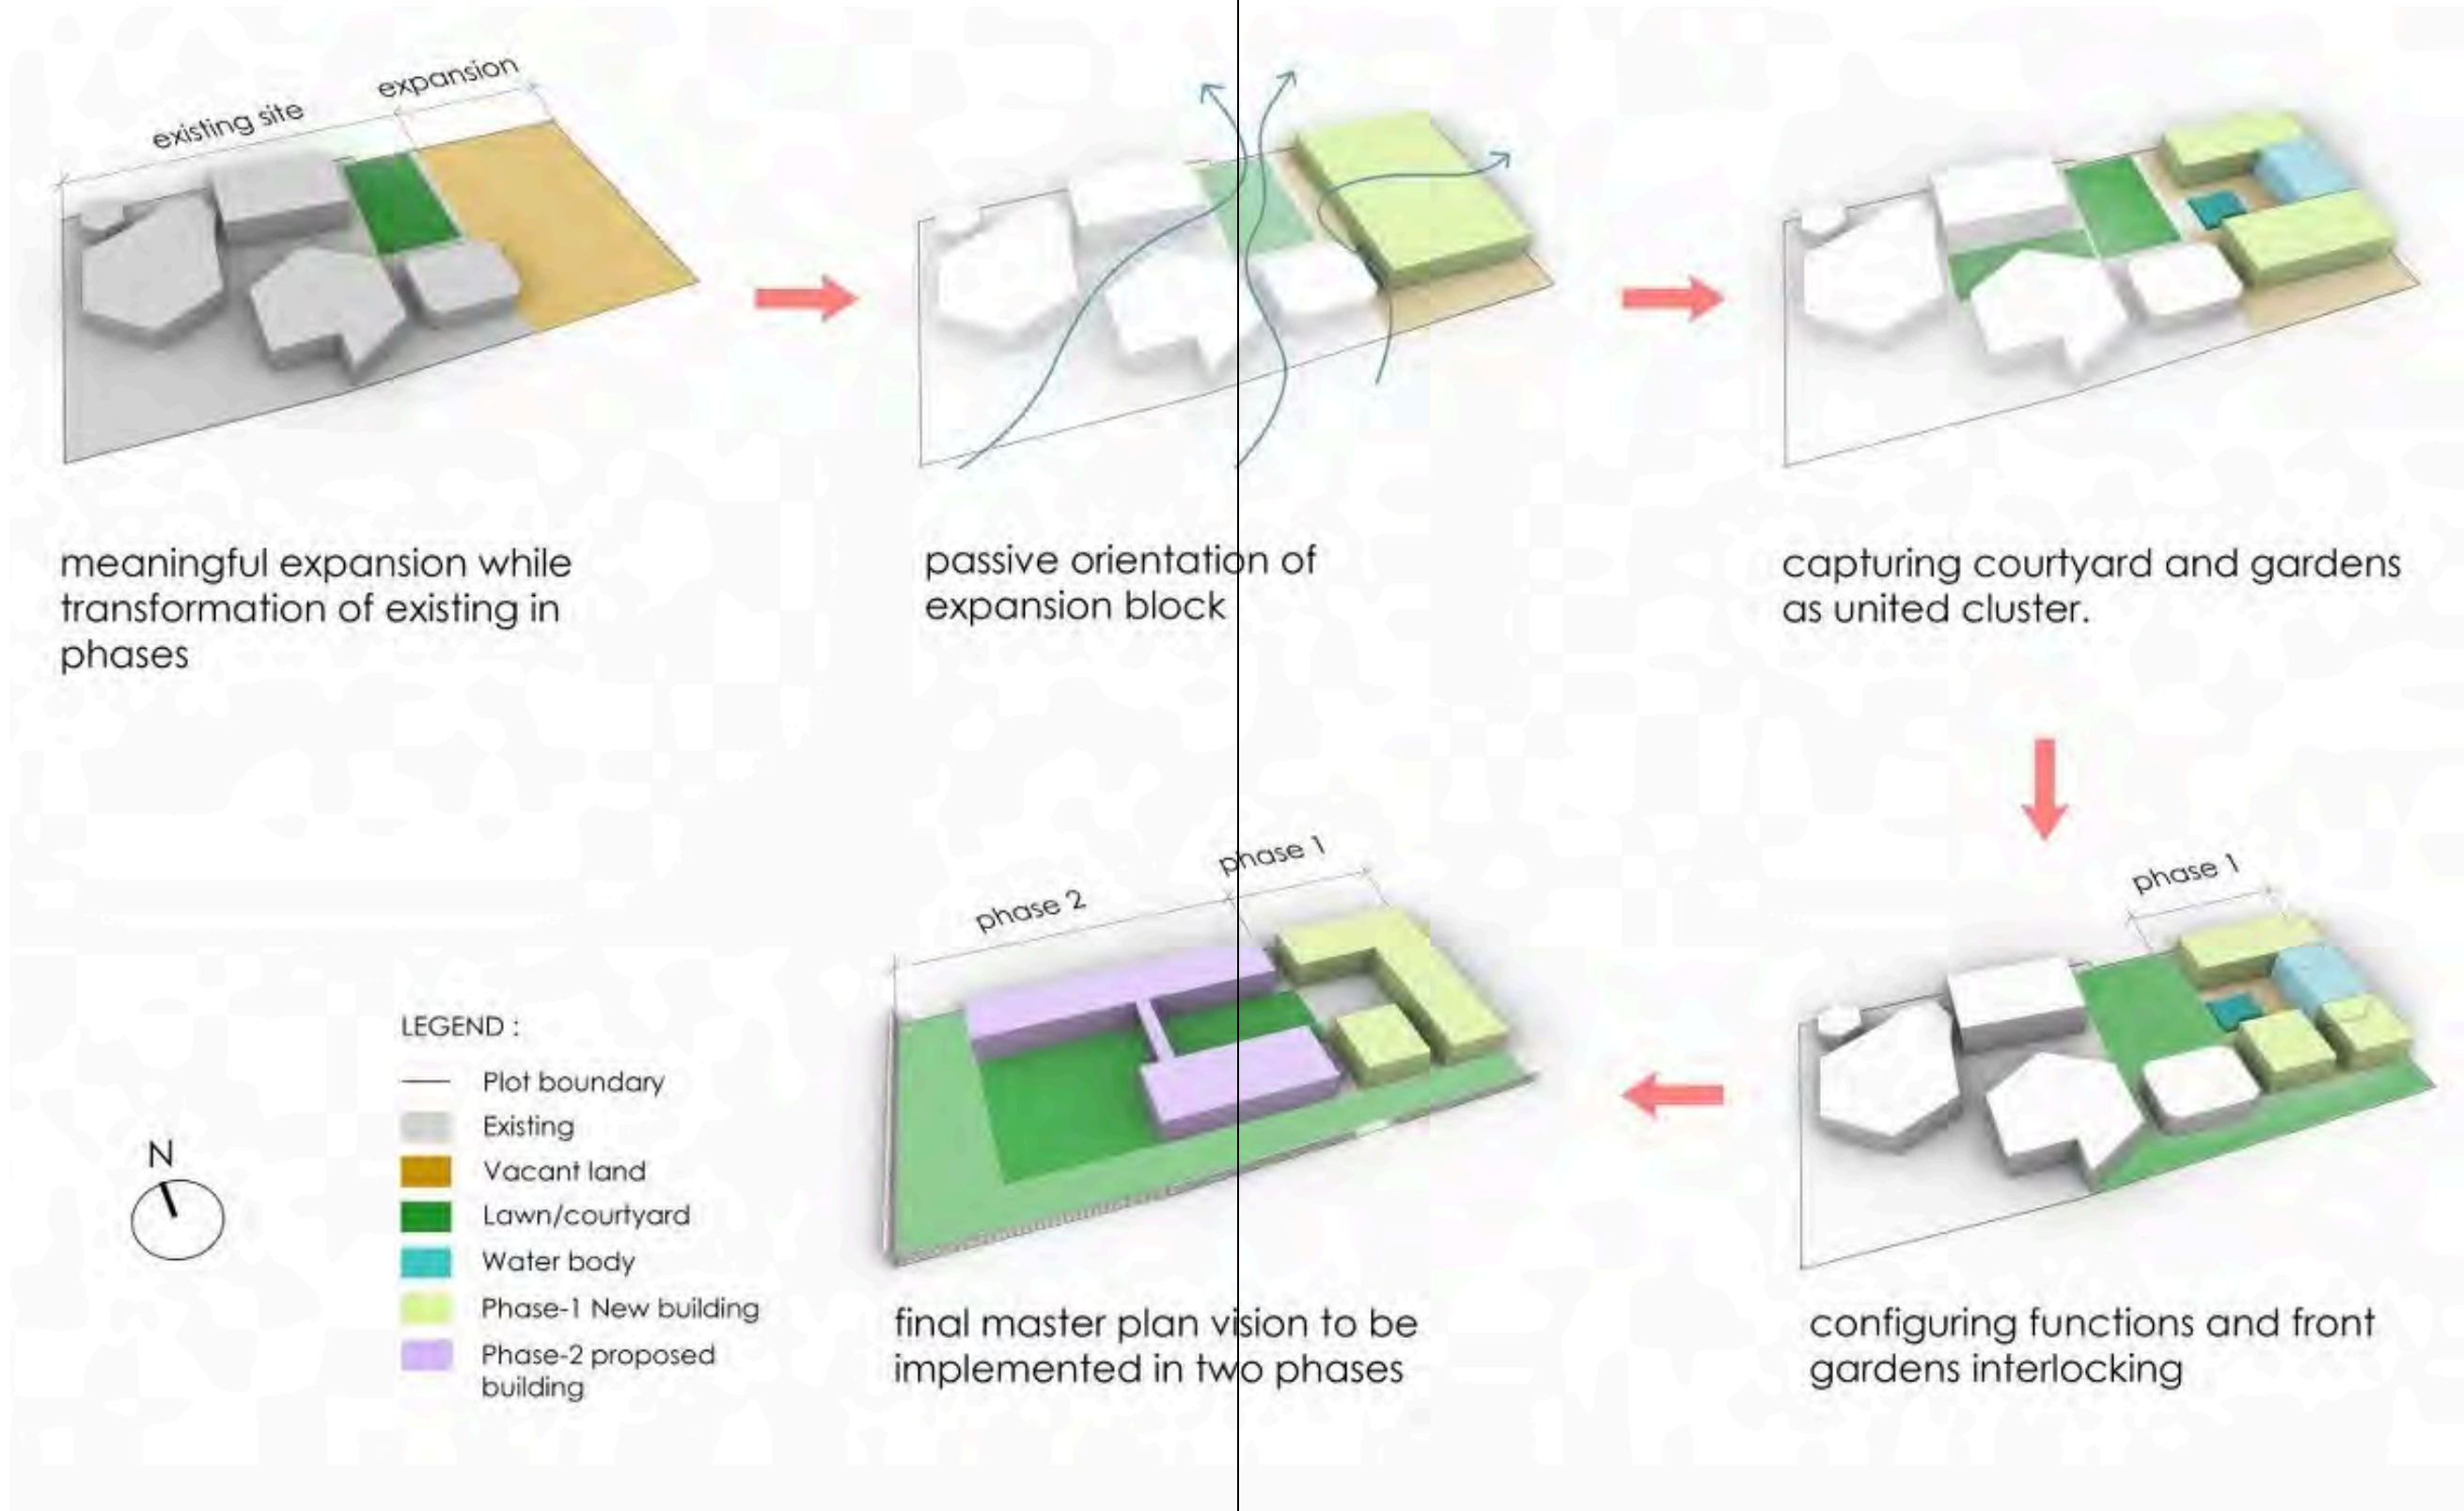 existing site
expansion
meaningful expansion while
transformation of existing in
phases
passive orientation of
expansion block
capturing courtyard and gardens
as united cluster.
phase 1
configuring functions and front
gardens interlocking
phase 2
phase 1
final master plan vision to be
implemented in two phases
N
LEGEND :
Plot boundary
Existing
Vacant land
Lawn/courtyard
Water body
Phase-1 New building
Phase-2 proposed
building